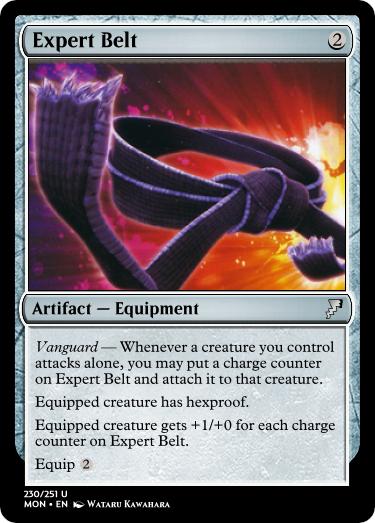 Expert Belt 2
Artifact — Equipment
Vanguard — Whenever a creature you control
attacks alone, you may put a charge counter
on Expert Belt and attach it to that creature.
Equipped creature has hexproof.
Equipped creature gets +1/+0 for each charge
counter on Expert Belt.
Equip 2
230/251 U
MON • EN Wataru Kawahara